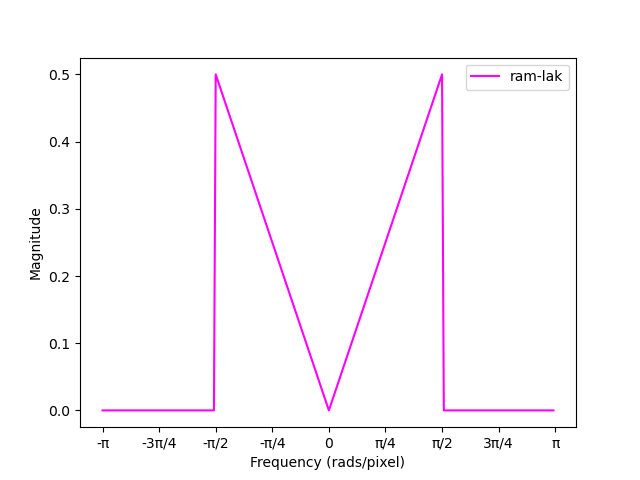 ram-lak
0.5
0.4
0.3
0.2
0.1
0.0
Magnitude
-π -3π/4 -π/2 -π/4 0 π/4 π/2 3π/4 π
Frequency (rads/pixel)